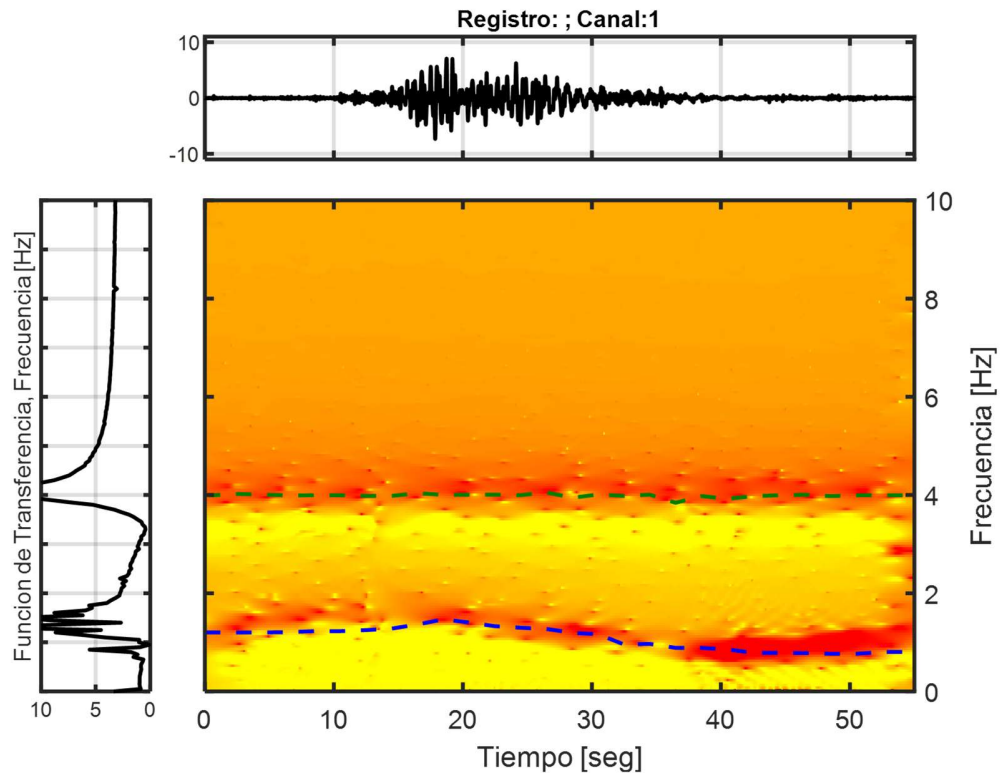 Registro: ; Canal:1
10
0
-10
Funcion de Transferencia, Frecuencia [Hz]
10 5 0
10
8
6
4
2
0
Frecuencia [Hz]
0 10 20 30 40 50
Tiempo [seg]